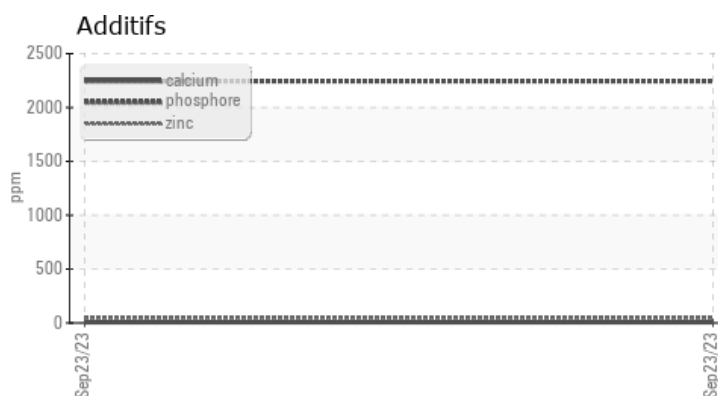 Additifs
2500
2000
1500
1000
500
0
ppm
calcium
phosphore
zinc
Sep23/23
Sep23/23